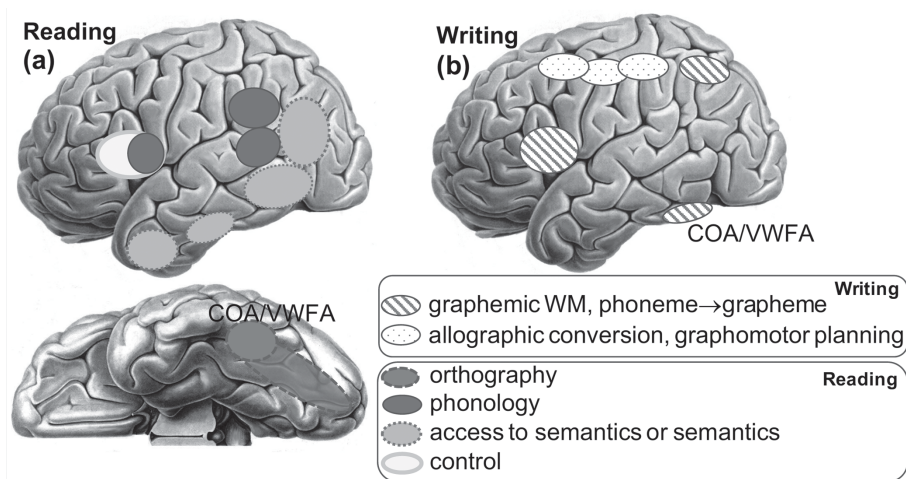 Reading
(a)
Writing
(b)
COA/VWFA
COA/VWFA
Writing
graphemic WM, phoneme→grapheme
allographic conversion, graphomotor planning
Reading
orthography
phonology
access to semantics or semantics
control